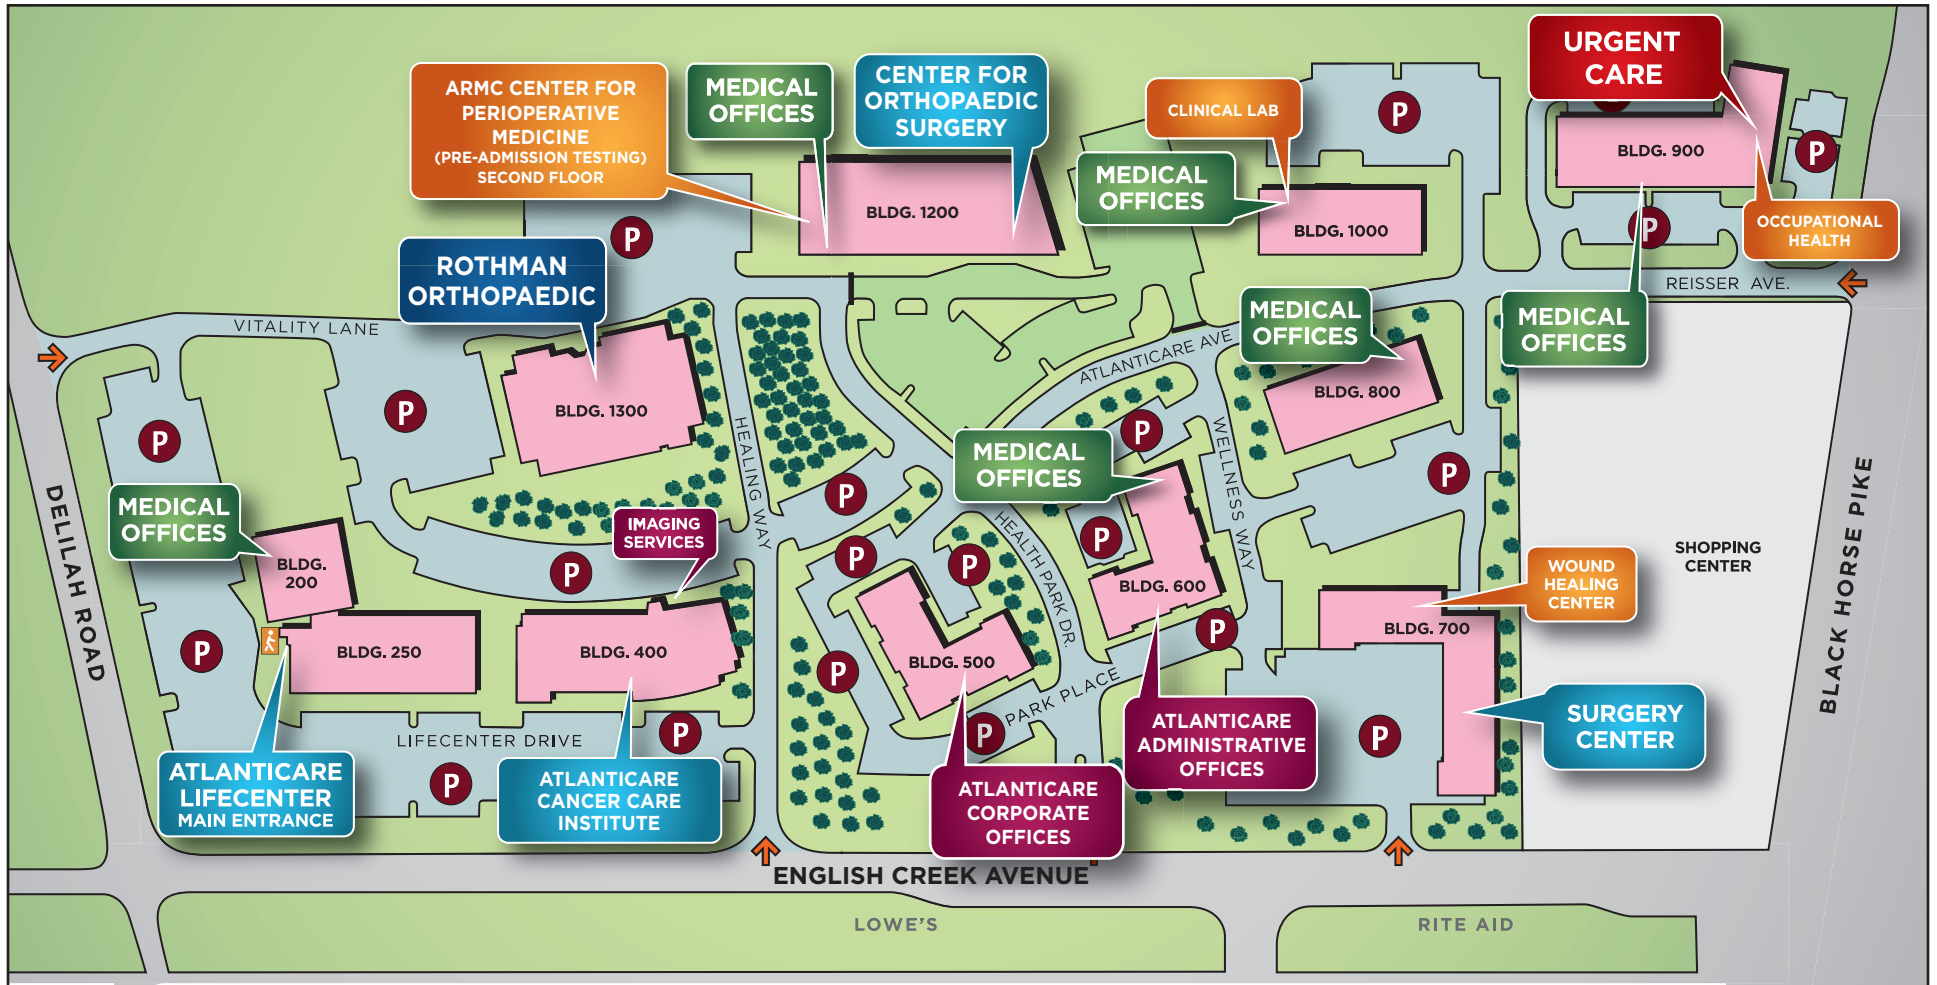 URGENT
CARE
ARMC CENTER FOR
PERIOPERATIVE
MEDICINE
(PRE-ADMISSION TESTING)
SECOND FLOOR
MEDICAL
OFFICES
CENTER FOR
ORTHOPAEDIC
SURGERY
CLINICAL LAB
P
P
BLDG. 900
MEDICAL
OFFICES
BLDG. 1200
BLDG. 1000
P
P
OCCUPATIONAL
HEALTH
ROTHMAN
ORTHOPAEDIC
REISSER AVE.
MEDICAL
OFFICES
MEDICAL
OFFICES
VITALITY LANE
ATLANTICARE AVE
BLDG. 800
P
BLDG. 1300
P
P
HEALING WAY
WELLNESS WAY
MEDICAL
OFFICES
P
P
DELILAH ROAD
MEDICAL
OFFICES
IMAGING
SERVICES
HEALTH PARK DR.
P
P
P
P
BLDG.
200
BLDG. 600
SHOPPING
CENTER
BLACK HORSE PIKE
WOUND
HEALING
CENTER
P
BLDG. 250
BLDG. 400
BLDG. 500
P
BLDG. 700
P
PARK PLACE
SURGERY
CENTER
LIFECENTER DRIVE
P
P
P
ATLANTICARE
ADMINISTRATIVE
OFFICES
ATLANTICARE
LIFECENTER
MAIN ENTRANCE
P
ATLANTICARE
CANCER CARE
INSTITUTE
ATLANTICARE
CORPORATE
OFFICES
ENGLISH CREEK AVENUE
LOWE'S
RITE AID